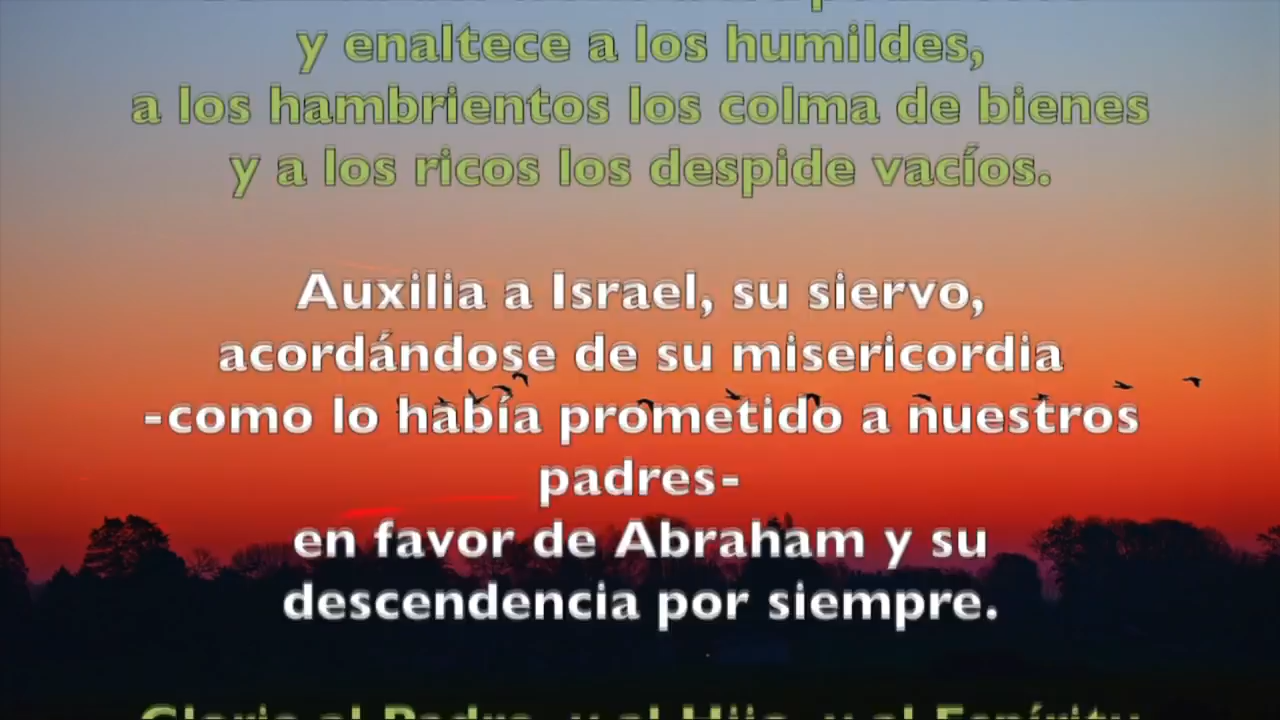 y enaltece a los humildes,
a los hambrientos los colma de bienes
y a los ricos los despide vacíos.
Auxilia a Israel, su siervo,
acordándose de su misericordia
-como lo había prometido a nuestros
padres-
en favor de Abraham y su
descendencia por siempre.
Gloria al Padre, y al Hijo, y al Espíritu